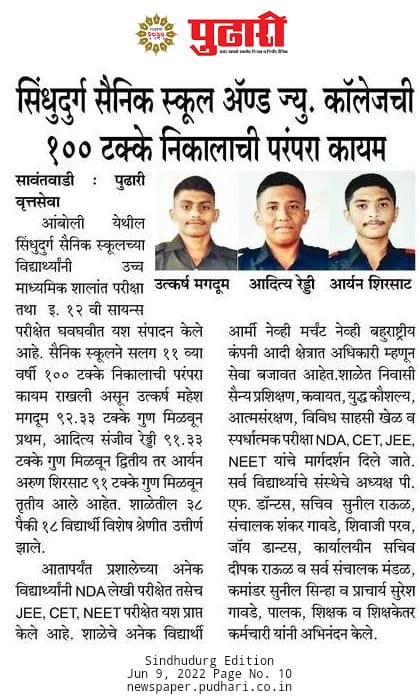 पुढारी
सिंधुदुर्ग सैनिक स्कूल ॲण्ड ज्यु. कॉलेजची
१०० टक्के निकालाची परंपरा कायम
सावंतवाडी : पुढारी
वृत्तसेवा
आंबोली येथील
सिंधुदुर्ग सैनिक स्कूलच्या
विद्यार्थ्यांनी उच्च
माध्यमिक शालांत परीक्षा
तथा इ. १२ वी सायन्स
उत्कर्ष मगदूम
आदित्य रेड्डी
आर्यन शिरसाट
परीक्षेत घवघवीत यश संपादन केले
आहे. सैनिक स्कूलने सलग ११ व्या
वर्षी १०० टक्के निकालाची परंपरा
कायम राखली असून उत्कर्ष महेश
मगदूम ९२.३३ टक्के गुण मिळवून
प्रथम, आदित्य संजीव रेड्डी ९१.३३
टक्के गुण मिळवून द्वितीय तर आर्यन
अरुण शिरसाट ९१ टक्के गुण मिळवून
तृतीय आले आहेत. शाळेतील ३८
पैकी १८ विद्यार्थी विशेष श्रेणीत उत्तीर्ण
झाले.
आतापर्यंत प्रशालेच्या अनेक
विद्यार्थ्यांनी NDA लेखी परीक्षेत तसेच
JEE, CET, NEET परीक्षेत यश प्राप्त
केले आहे. शाळेचे अनेक विद्यार्थी
आर्मी नेव्ही मर्चंट नेव्ही बहुराष्ट्रीय
कंपनी आदी क्षेत्रात अधिकारी म्हणून
सेवा बजावत आहेत.शाळेत निवासी
सैन्य प्रशिक्षण, कवायत, युद्ध कौशल्य,
आत्मसंरक्षण, विविध साहसी खेळ व
स्पर्धात्मक परीक्षा NDA, CET, JEE,
NEET यांचे मार्गदर्शन दिले जाते.
सर्व विद्यार्थ्यांचे संस्थेचे अध्यक्ष पी.
एफ. डॉन्टस, सचिव सुनील राऊळ,
संचालक शंकर गावडे, शिवाजी परब,
जॉय डान्टस, कार्यालयीन सचिव
दीपक राऊळ व सर्व संचालक मंडळ,
कमांडर सुनील सिन्हा व प्राचार्य सुरेश
गावडे, पालक, शिक्षक व शिक्षकेतर
कर्मचारी यांनी अभिनंदन केले.
Sindhudurg Edition
Jun 9, 2022 Page No. 10
newspaper.pudhari.co.in